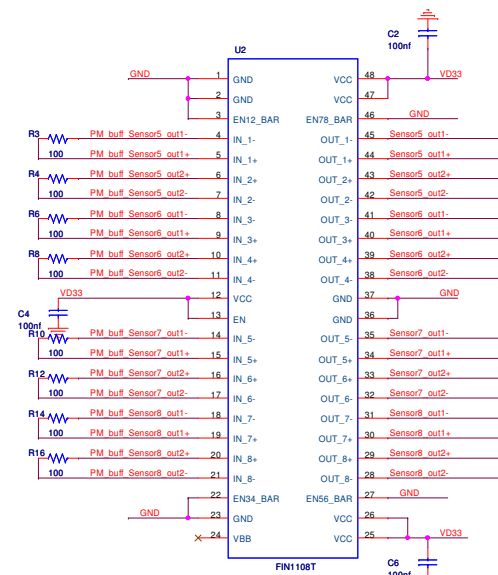 C2
100nf
U2
GND 1 GND VCC 48 VD33
2 GND VCC 47
3 EN12_BAR EN78_BAR 46 GND
R3 PM_buff_Sensor5_out1- 4 IN_1- OUT_1- 45 Sensor5_out1-
100 PM_buff_Sensor5_out1+ 5 IN_1+ OUT_1+ 44 Sensor5_out1+
R4 PM_buff_Sensor5_out2+ 6 IN_2+ OUT_2+ 43 Sensor5_out2+
100 PM_buff_Sensor5_out2- 7 IN_2- OUT_2- 42 Sensor5_out2-
R6 PM_buff_Sensor6_out1- 8 IN_3- OUT_3- 41 Sensor6_out1-
100 PM_buff_Sensor6_out1+ 9 IN_3+ OUT_3+ 40 Sensor6_out1+
R8 PM_buff_Sensor6_out2+ 10 IN_4+ OUT_4+ 39 Sensor6_out2+
100 PM_buff_Sensor6_out2- 11 IN_4- OUT_4- 38 Sensor6_out2-
VD33 12 VCC GND 37 GND
C4 13 EN GND 36
100nf
R10 PM_buff_Sensor7_out1- 14 IN_5- OUT_5- 35 Sensor7_out1-
100 PM_buff_Sensor7_out1+ 15 IN_5+ OUT_5+ 34 Sensor7_out1+
R12 PM_buff_Sensor7_out2+ 16 IN_6+ OUT_6+ 33 Sensor7_out2+
100 PM_buff_Sensor7_out2- 17 IN_6- OUT_6- 32 Sensor7_out2-
R14 PM_buff_Sensor8_out1- 18 IN_7- OUT_7- 31 Sensor8_out1-
100 PM_buff_Sensor8_out1+ 19 IN_7+ OUT_7+ 30 Sensor8_out1+
R16 PM_buff_Sensor8_out2+ 20 IN_8+ OUT_8+ 29 Sensor8_out2+
100 PM_buff_Sensor8_out2- 21 IN_8- OUT_8- 28 Sensor8_out2-
22 EN34_BAR EN56_BAR 27 GND
GND 23 GND VCC 26
24 VBB VCC 25 VD33
FIN1108T
C6
100nf